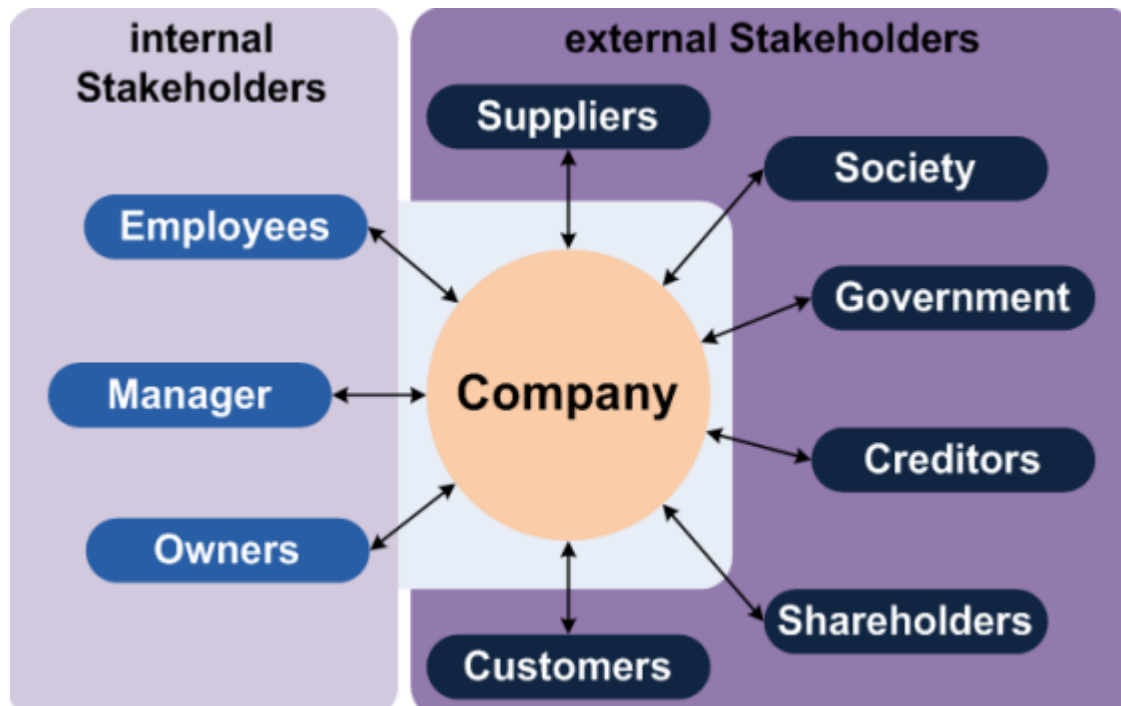 internal
Stakeholders
external Stakeholders
Suppliers
Society
Employees
Government
Manager
Company
Creditors
Owners
Shareholders
Customers